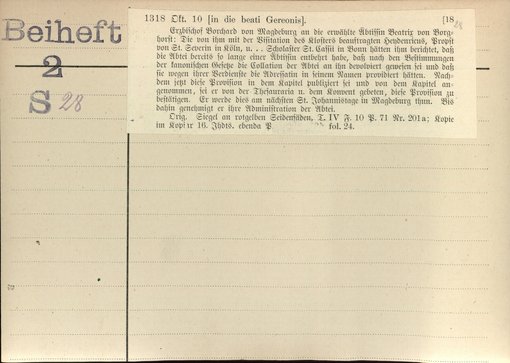 Beiheft
2
S 28
1318 Okt. 10 [in die beati Gereonis]. [18
Erzbischof Borchard von Magdeburg an die erwählte Äbtissin Beatrix von Borg-
horst: Die von ihm mit der Visitation des Klosters beauftragten Heydenricus, Propst
von St. Severin in Köln, u. . . Scholaster St. Cassii in Bonn hätten ihm berichtet, daß
die Abtei bereits so lange einer Äbtissin entbehrt habe, daß nach den Bestimmungen
der kanonischen Gesetze die Collation der Abtei an ihn devolviert gewesen sei und daß
sie wegen ihrer Verdienste die Adressatin in seinem Namen providiert hätten. Nach-
dem jetzt diese Provision in dem Kapitel publiziert sei und von dem Kapitel an-
genommen, sei er von der Thesauraria u. dem Konvent gebeten, diese Provision zu
bestätigen. Er werde dies am nächsten St. Johannistage in Magdeburg thun. Bis
dahin genehmigt er ihre Administration der Abtei.
Orig. Siegel an rotgelben Seidenfäden, T. IV F. 10 P. 71 Nr. 201a; Kopie
im Kopiar 16. Jhdts. ebenda P fol. 24.